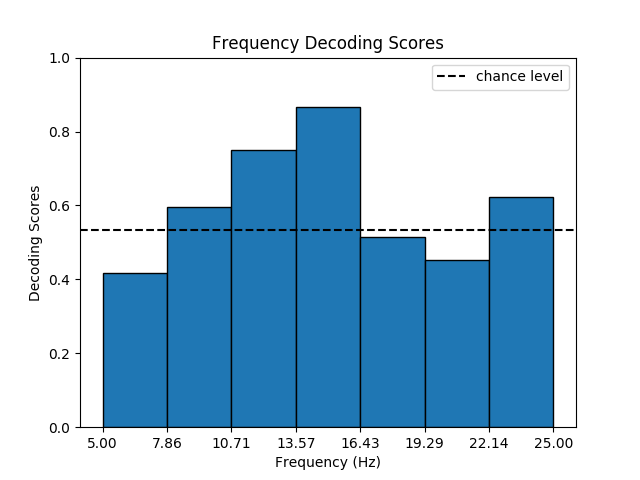 Frequency Decoding Scores
1.0
chance level
0.8
0.6
0.4
0.2
0.0
Decoding Scores
5.00 7.86 10.71 13.57 16.43 19.29 22.14 25.00
Frequency (Hz)